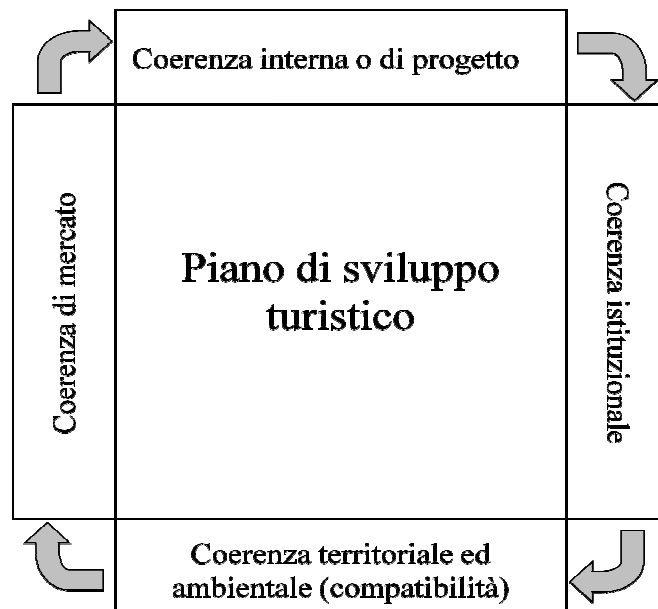 Coerenza interna o di progetto
Coerenza di mercato
Piano di sviluppo
turistico
Coerenza istituzionale
Coerenza territoriale ed
ambientale (compatibilità)